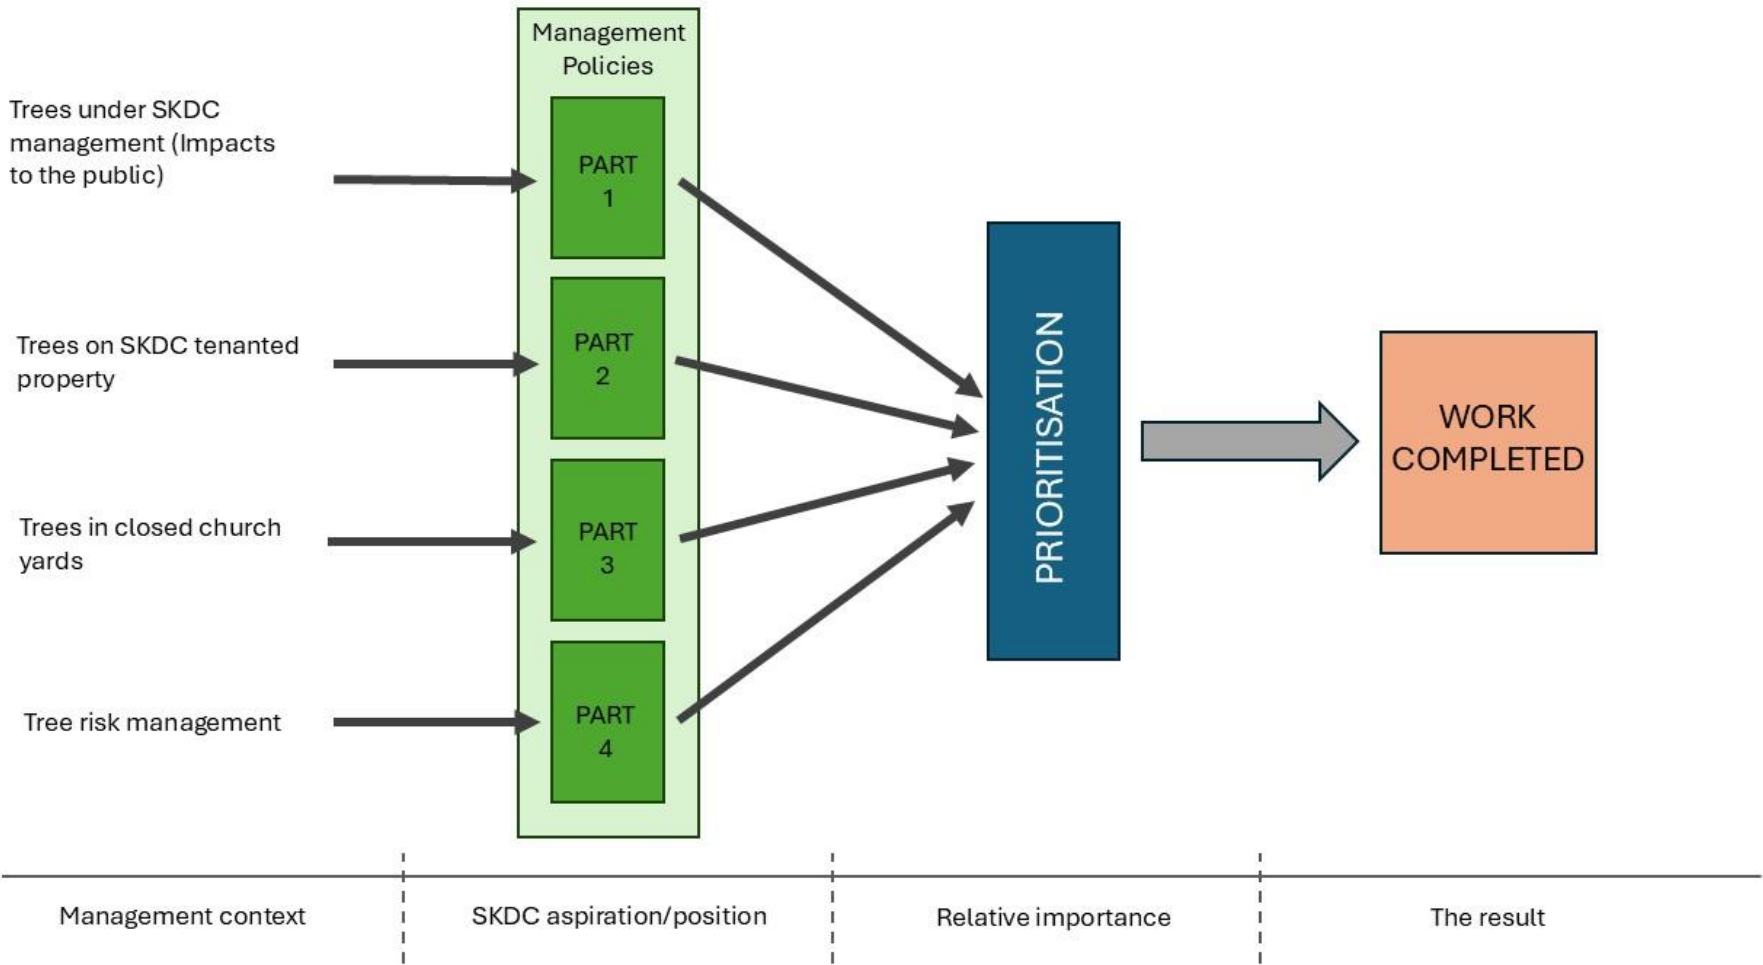 Management
Policies
Trees under SKDC
management (Impacts
to the public)
PART
1
Trees on SKDC tenanted
property
PART
2
Trees in closed church
yards
PART
3
Tree risk management
PART
4
PRIORITISATION
WORK
COMPLETED
Management context
SKDC aspiration/position
Relative importance
The result